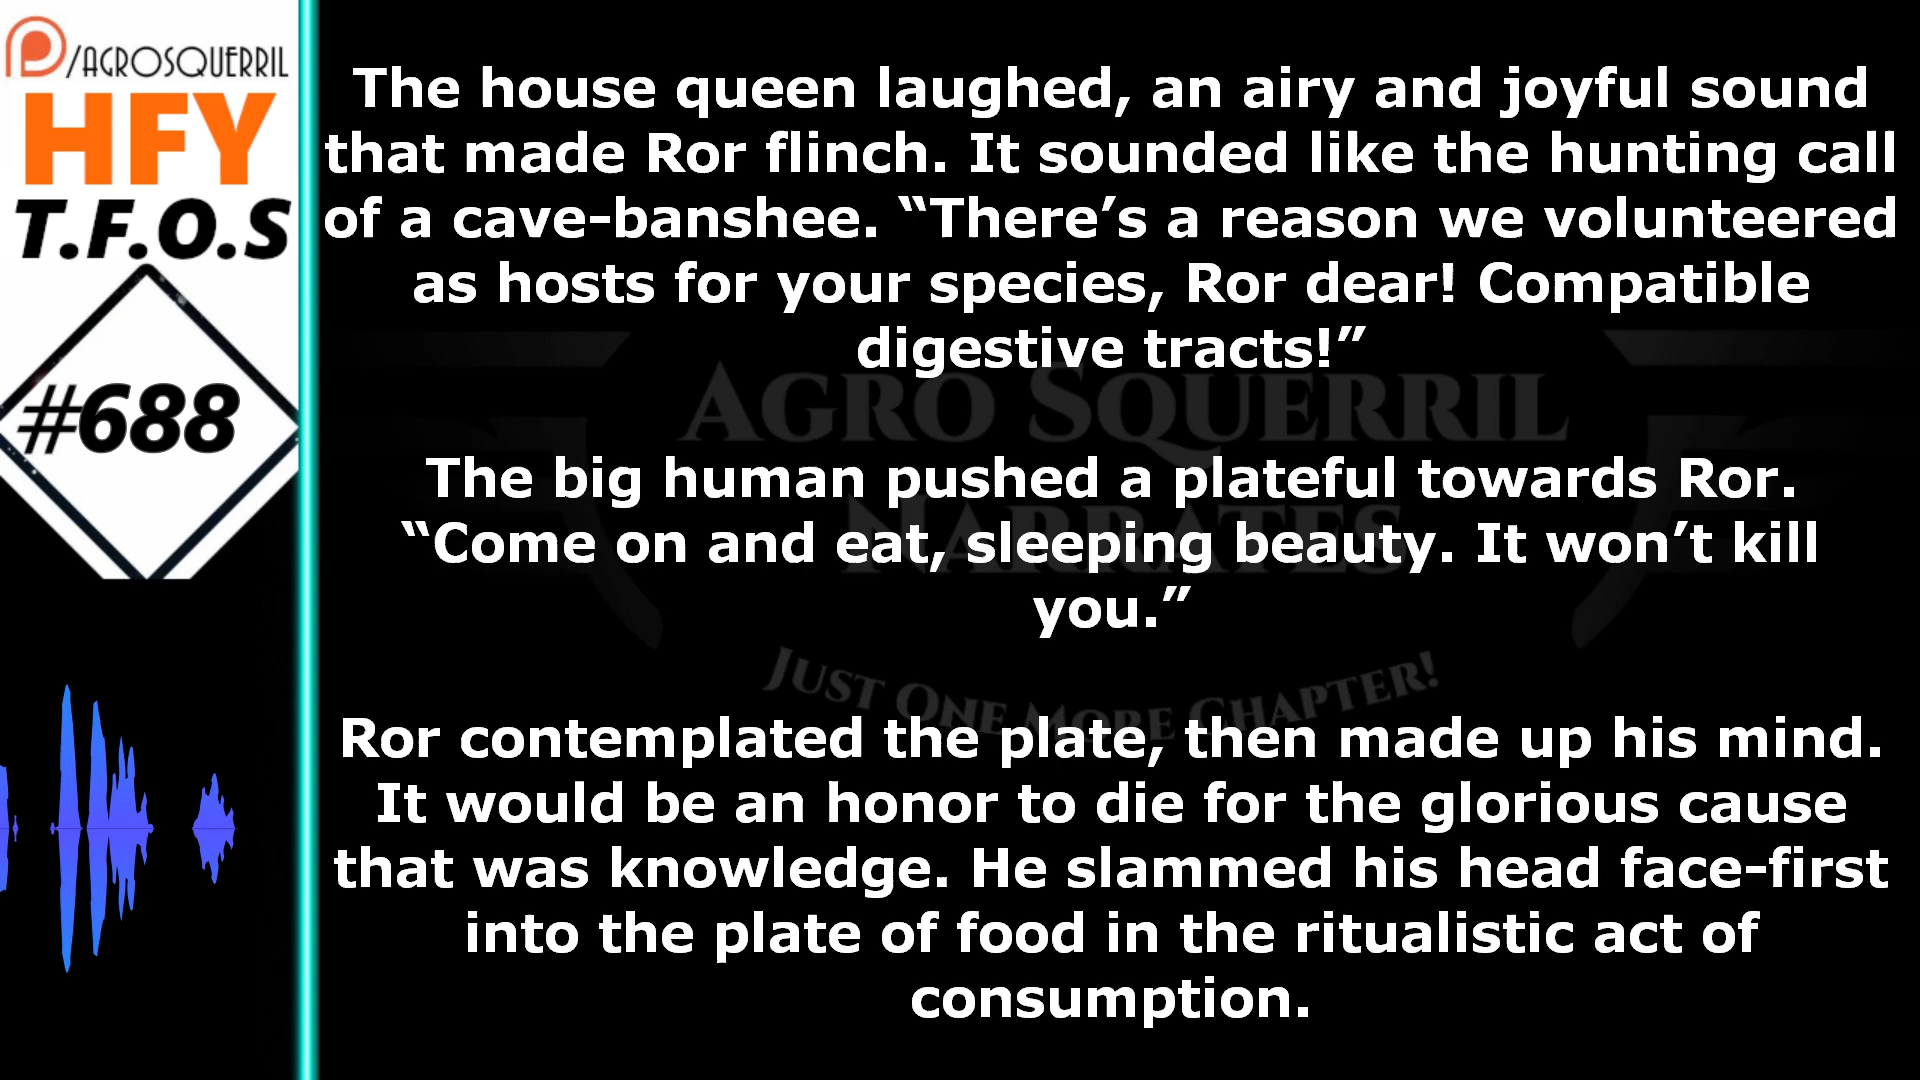 /AGROSQUERRIL
HFY
T.F.O.S
#688
The house queen laughed, an airy and joyful sound
that made Ror flinch. It sounded like the hunting call
of a cave-banshee. “There’s a reason we volunteered
as hosts for your species, Ror dear! Compatible
digestive tracts!”
The big human pushed a plateful towards Ror.
“Come on and eat, sleeping beauty. It won’t kill
you.”
Ror contemplated the plate, then made up his mind.
It would be an honor to die for the glorious cause
that was knowledge. He slammed his head face-first
into the plate of food in the ritualistic act of
consumption.
AGRO SQUERRIL
NARRATES
JUST ONE MORE CHAPTER!